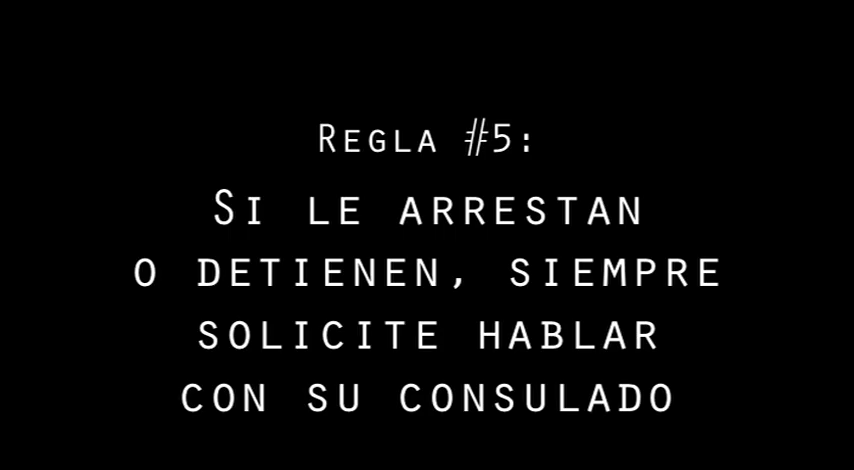 Regla #5:
Si le arrestan
o detienen, siempre
solicite hablar
con su consulado